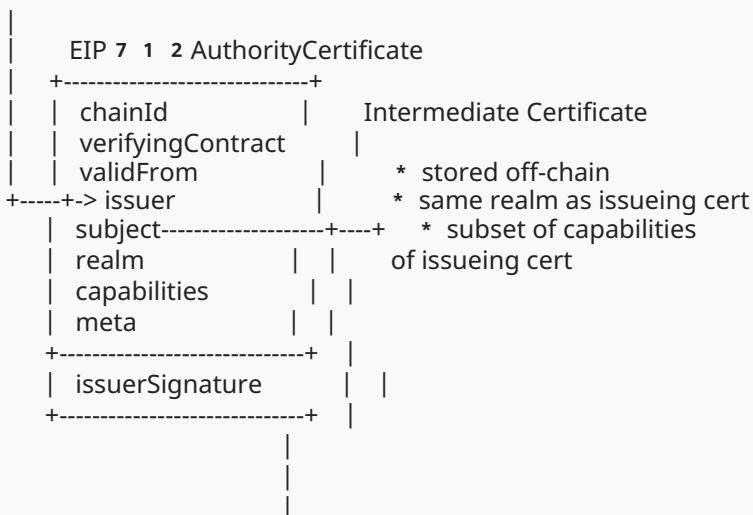 |
|      EIP 7 1 2 AuthorityCertificate
|    +------------------------------+
|    |  chainId                |      Intermediate Certificate
|    |  verifyingContract        |
|    |  validFrom              |        * stored off-chain
+-----+-> issuer                |        * same realm as issueing cert
|  subject--------------------+----+    * subset of capabilities
|  realm                |  |      of issueing cert
|  capabilities            |  |
|  meta                |  |
+------------------------------+    |
|  issuerSignature          |  |
+------------------------------+    |
|
|
|